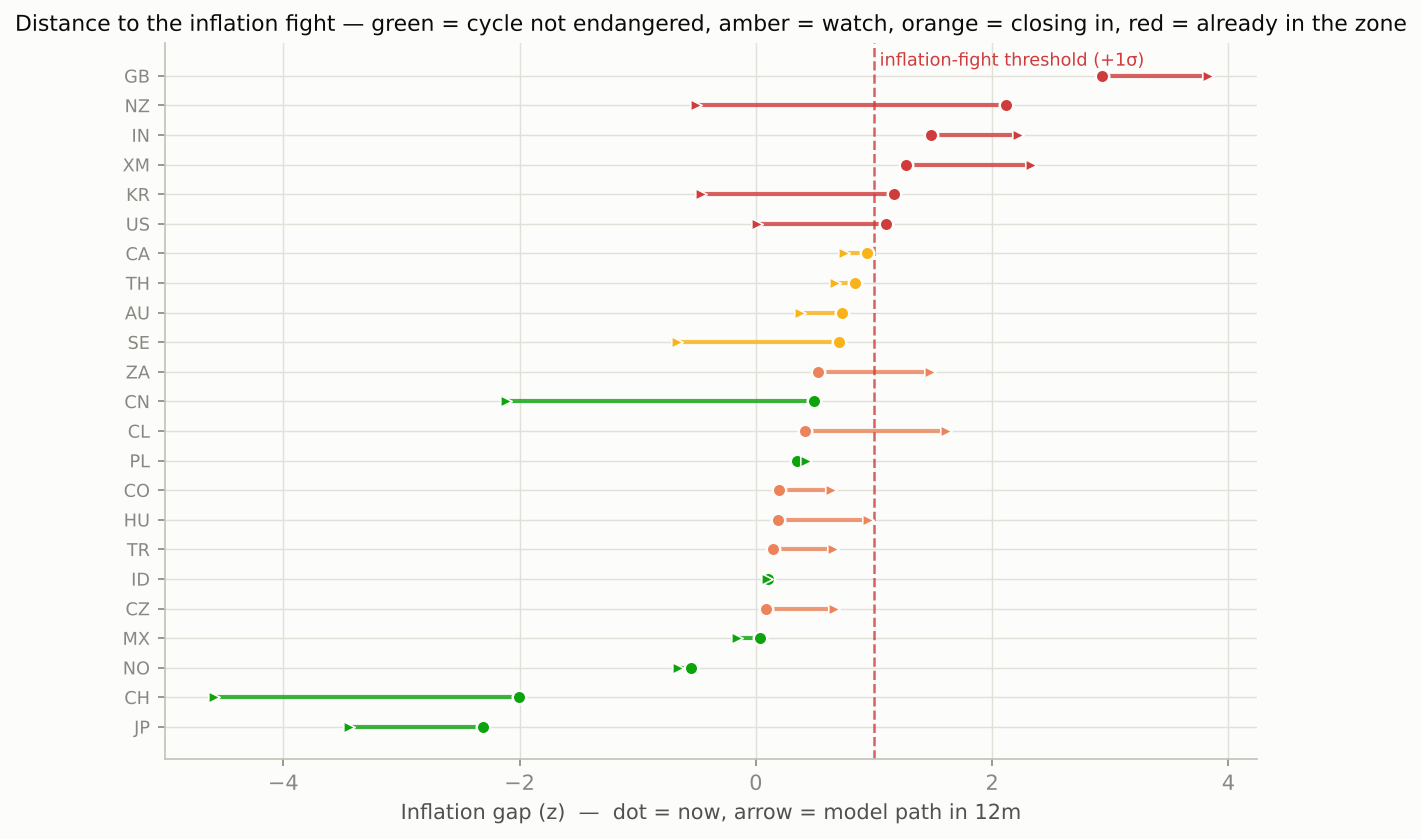 Distance to the inflation fight — green = cycle not endangered, amber = watch, orange = closing in, red = already in the zone
inflation-fight threshold (+1σ)
GB
NZ
IN
XM
KR
US
CA
TH
AU
SE
ZA
CN
CL
PL
CO
HU
TR
ID
CZ
MX
NO
CH
JP
−4
−2
0
2
4
Inflation gap (z) — dot = now, arrow = model path in 12m